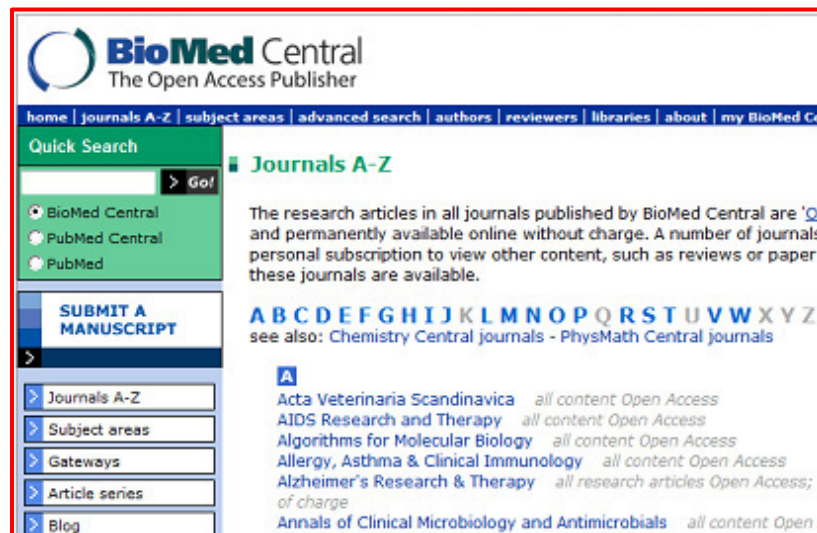 BioMed Central
The Open Access Publisher
home | journals A-Z | subject areas | advanced search | authors | reviewers | libraries | about | my BioMed Ce
Quick Search
> Go!
BioMed Central
PubMed Central
PubMed
SUBMIT A
MANUSCRIPT
>
> Journals A-Z
> Subject areas
> Gateways
> Article series
> Blog
Journals A-Z
The research articles in all journals published by BioMed Central are 'O
and permanently available online without charge. A number of journals
personal subscription to view other content, such as reviews or paper
these journals are available.
A B C D E F G H I J K L M N O P Q R S T U V W X Y Z
see also: Chemistry Central journals - PhysMath Central journals
A
Acta Veterinaria Scandinavica all content Open Access
AIDS Research and Therapy all content Open Access
Algorithms for Molecular Biology all content Open Access
Allergy, Asthma & Clinical Immunology all content Open Access
Alzheimer's Research & Therapy all research articles Open Access;
of charge
Annals of Clinical Microbiology and Antimicrobials all content Open